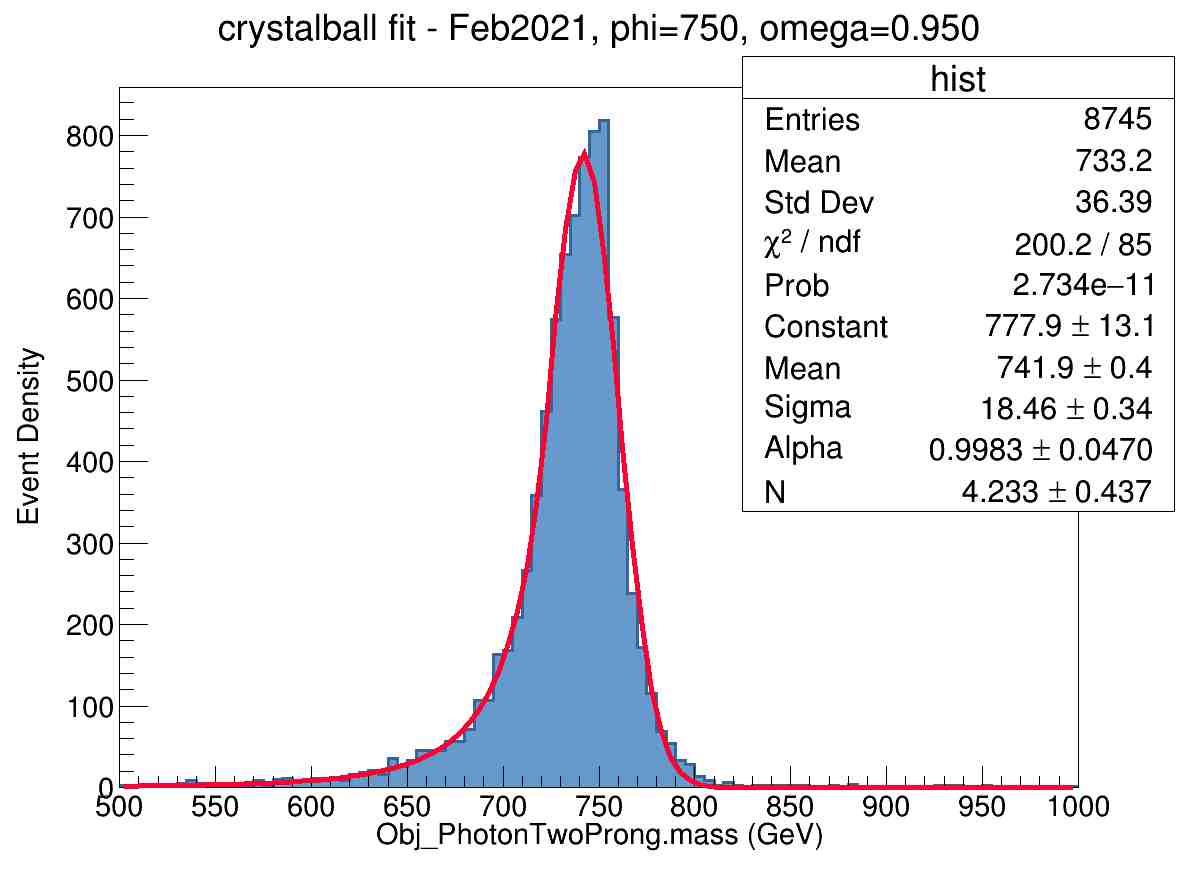 crystalball fit - Feb2021, phi=750, omega=0.950
hist
Entries 8745
Mean 733.2
Std Dev 36.39
χ² / ndf 200.2 / 85
Prob 2.734e−11
Constant 777.9 ± 13.1
Mean 741.9 ± 0.4
Sigma 18.46 ± 0.34
Alpha 0.9983 ± 0.0470
N 4.233 ± 0.437
Event Density
800
700
600
500
400
300
200
100
0
500 550 600 650 700 750 800 850 900 950 1000
Obj_PhotonTwoProng.mass (GeV)